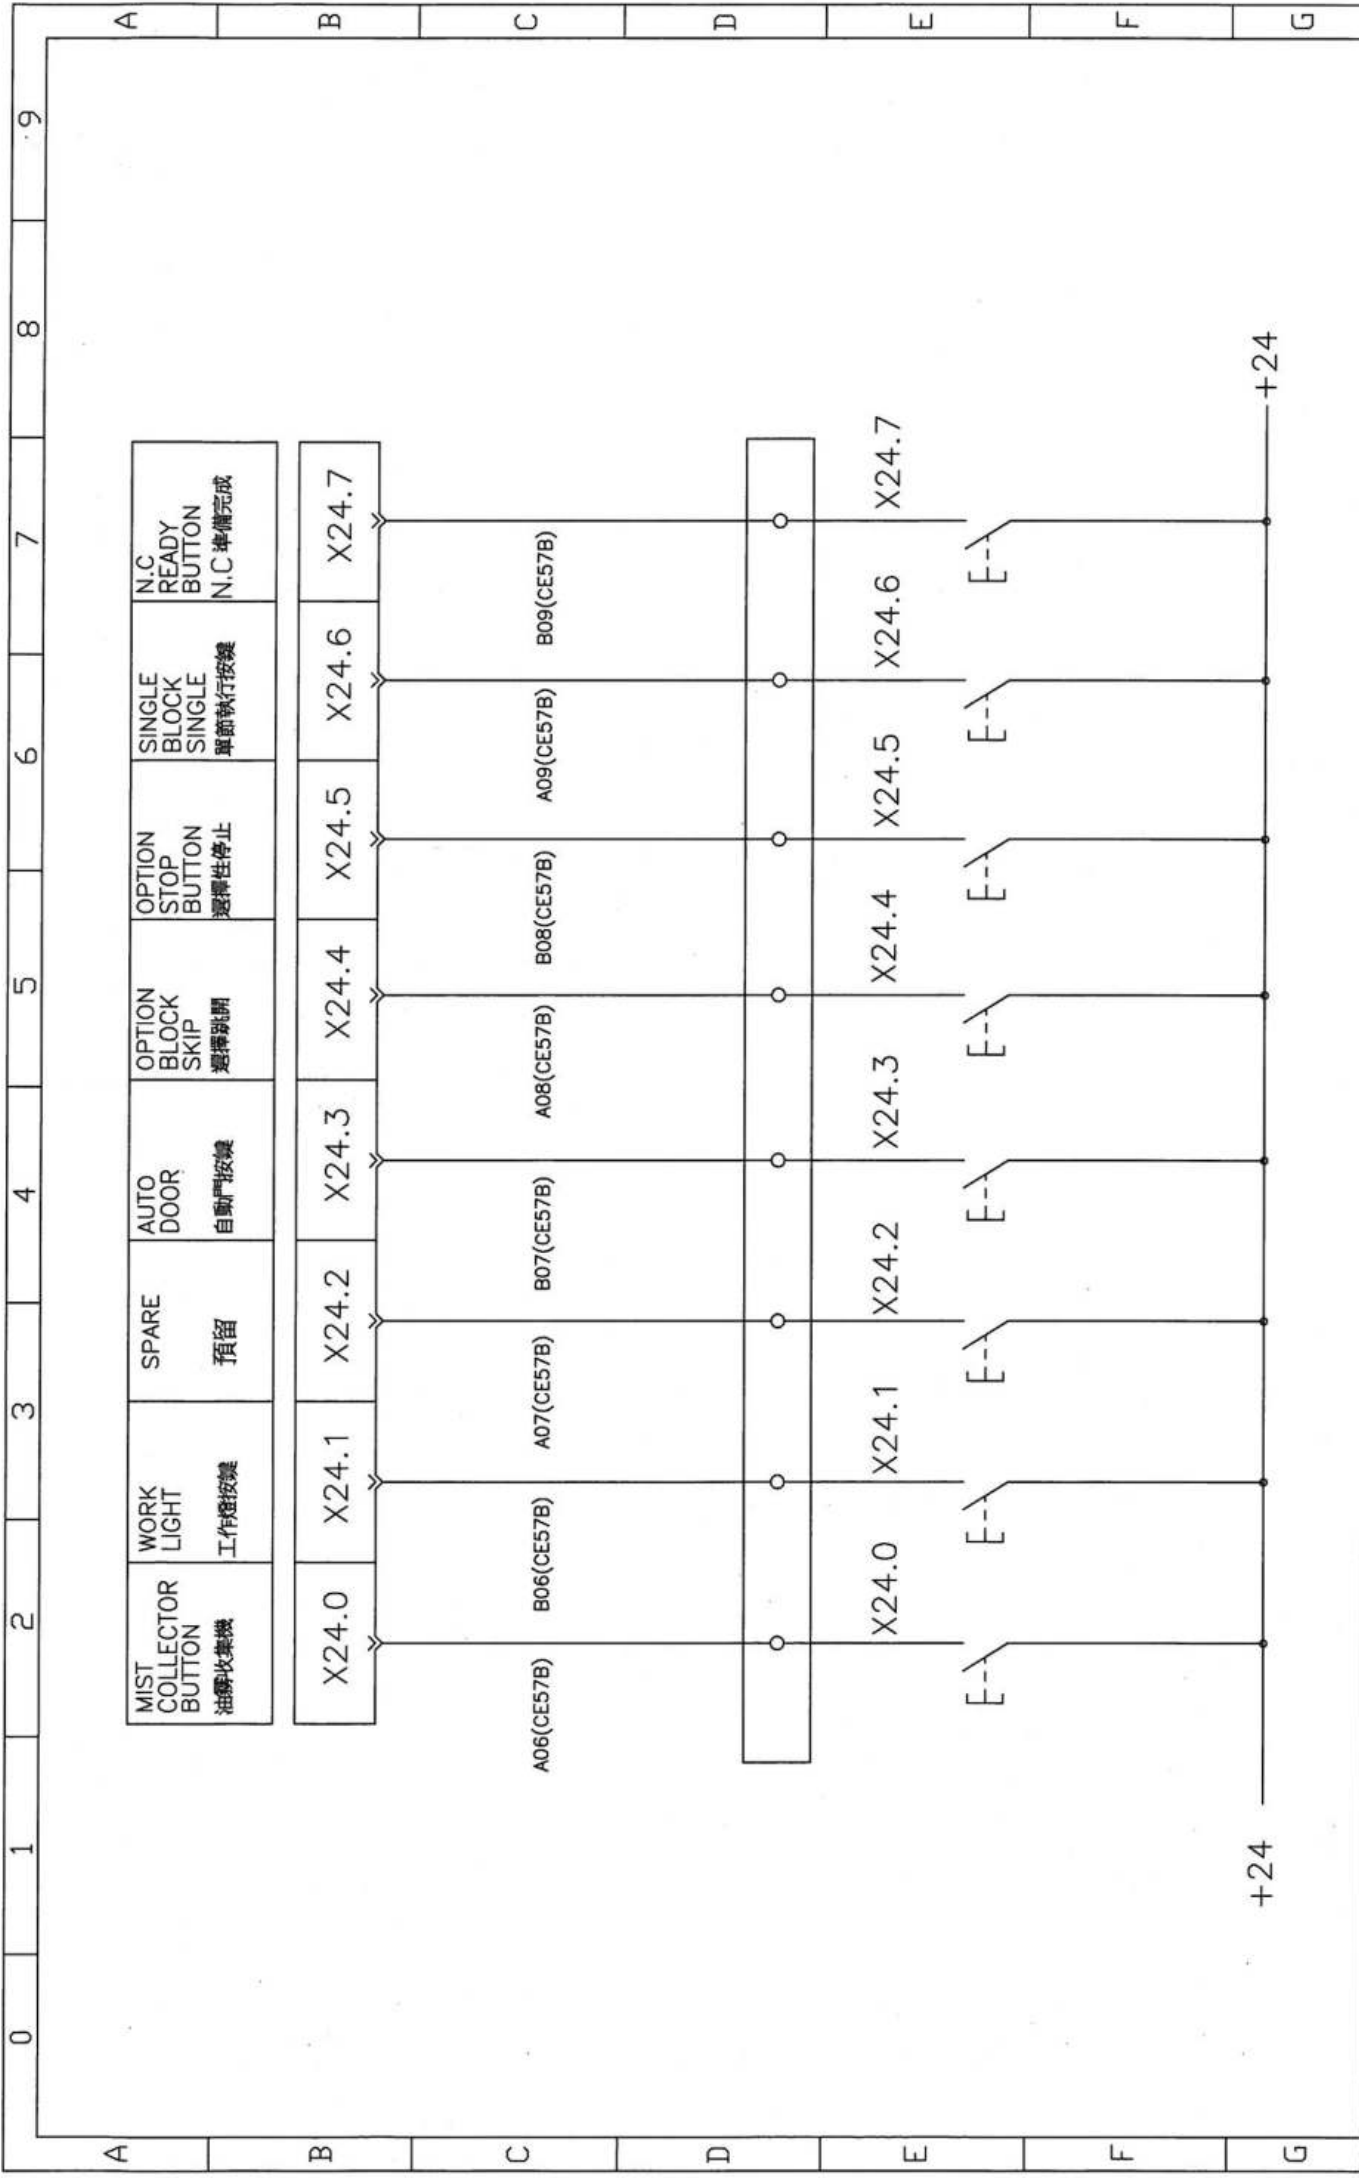 0 1 2 3 4 5 6 7 8 9
A A
MIST
COLLECTOR
BUTTON
油霧收集機
WORK
LIGHT
工作燈按鍵
SPARE
預留
AUTO
DOOR
自動門按鍵
OPTION
BLOCK
SKIP
選擇跳開
OPTION
STOP
BUTTON
選擇性停止
SINGLE
BLOCK
SINGLE
單節執行按鍵
N.C
READY
BUTTON
N.C 準備完成
B B
X24.0 X24.1 X24.2 X24.3 X24.4 X24.5 X24.6 X24.7
C C
A06(CE57B) B06(CE57B) A07(CE57B) B07(CE57B) A08(CE57B) B08(CE57B) A09(CE57B) B09(CE57B)
D D
X24.0 X24.1 X24.2 X24.3 X24.4 X24.5 X24.6 X24.7
E E
F F
+24 +24
G G